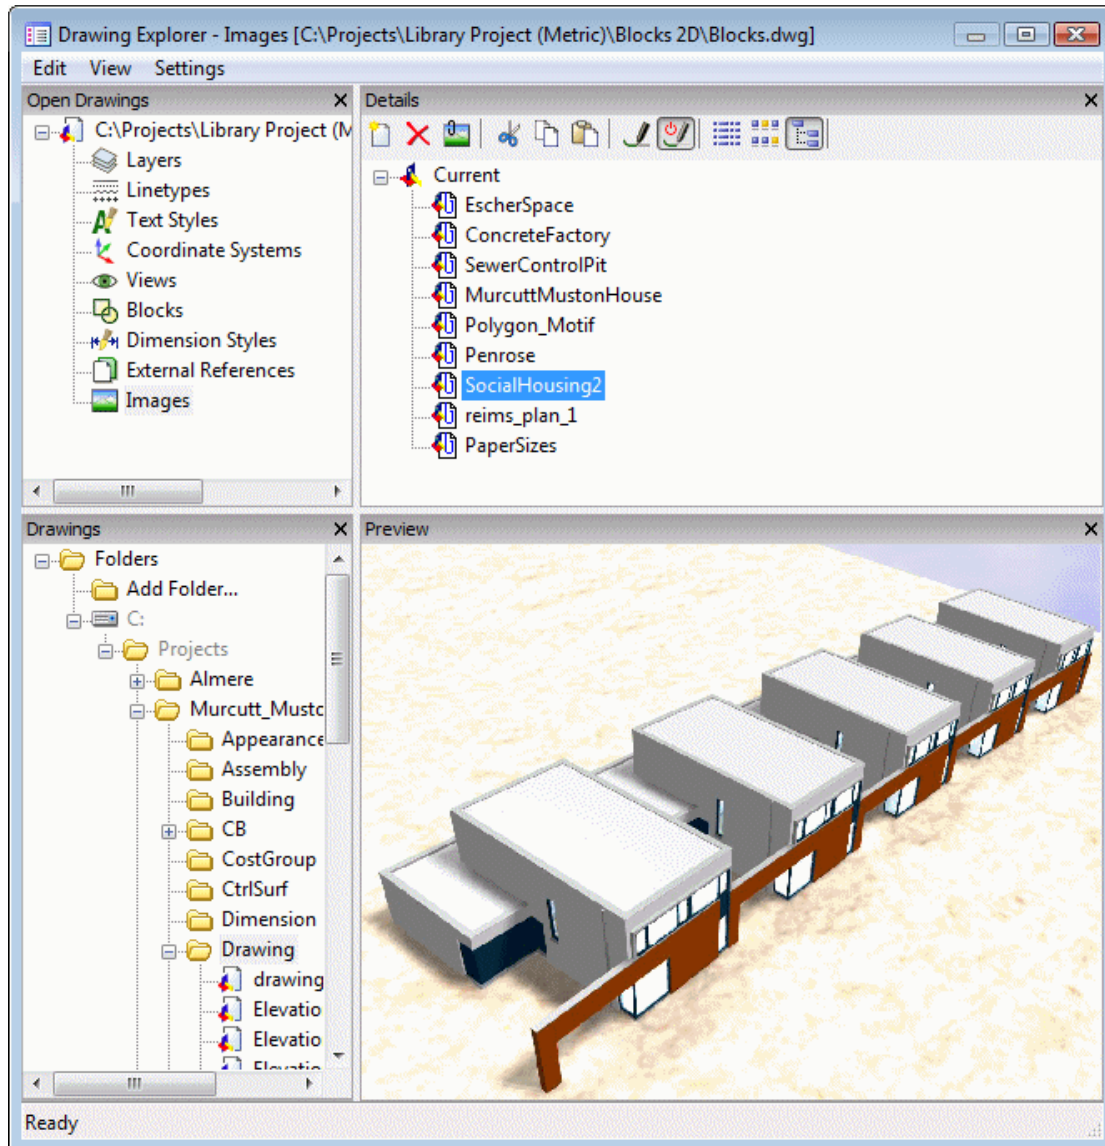 Drawing Explorer - Images [C:\Projects\Library Project (Metric)\Blocks 2D\Blocks.dwg]
Edit View Settings
Open Drawings
C:\Projects\Library Project (M
Layers
Linetypes
Text Styles
Coordinate Systems
Views
Blocks
Dimension Styles
External References
Images
Details
Current
EscherSpace
ConcreteFactory
SewerControlPit
MurcuttMustonHouse
Polygon_Motif
Penrose
SocialHousing2
reims_plan_1
PaperSizes
Drawings
Folders
Add Folder...
C:
Projects
Almere
Murcutt_Mustc
Appearance
Assembly
Building
CB
CostGroup
CtrlSurf
Dimension
Drawing
drawing
Elevatio
Elevatio
Elevatio
Preview
Ready